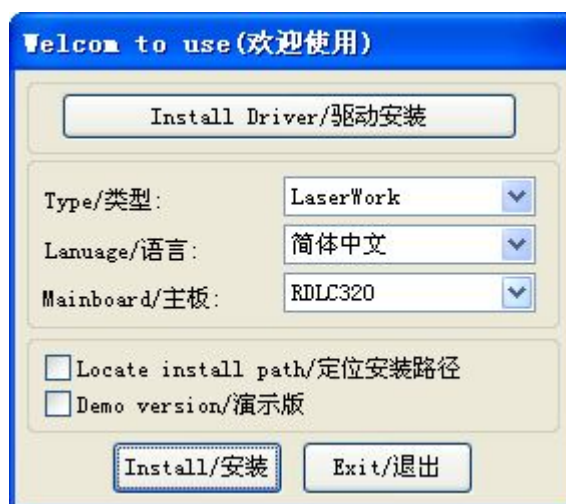 Welcom to use(欢迎使用)
Install Driver/驱动安装
Type/类型: LaserWork
Lanuage/语言: 简体中文
Mainboard/主板: RDLC320
Locate install path/定位安装路径
Demo version/演示版
Install/安装 Exit/退出